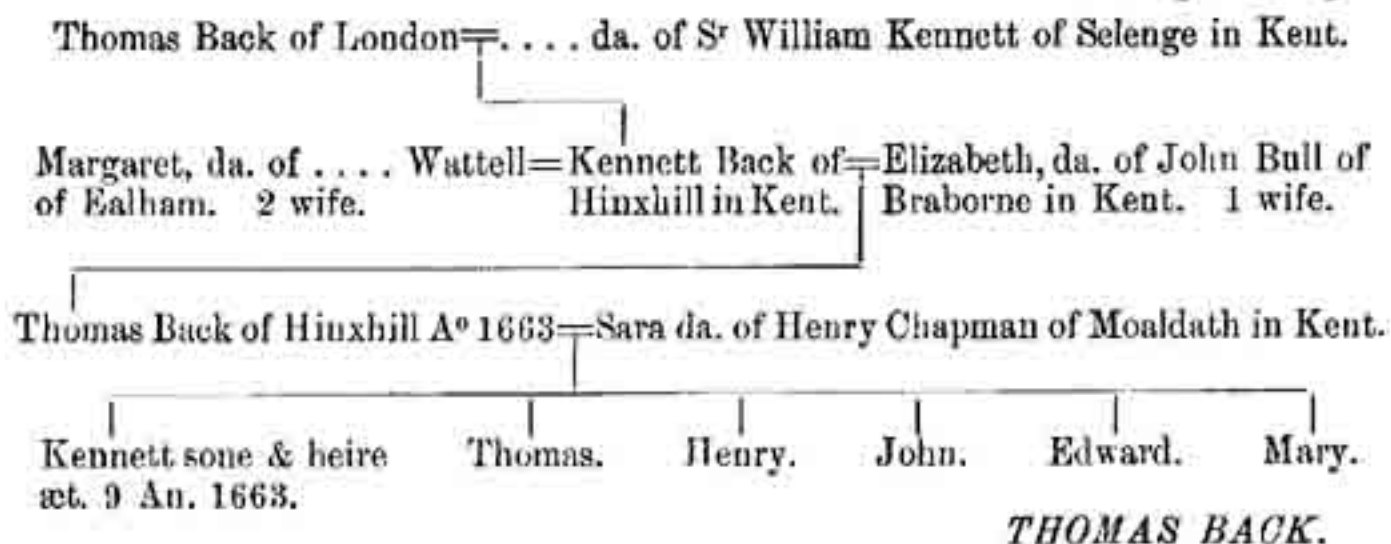 Thomas Back of London=. . . . da. of Sʳ William Kennett of Selenge in Kent.
Margaret, da. of . . . . Wattell=Kennett Back of=Elizabeth, da. of John Bull of
of Ealham. 2 wife. Hinxhill in Kent. Braborne in Kent. 1 wife.
Thomas Back of Hinxhill Aº 1663=Sara da. of Henry Chapman of Moaldath in Kent.
Kennett sone & heire Thomas. Henry. John. Edward. Mary.
æt. 9 An. 1663.
THOMAS BACK.